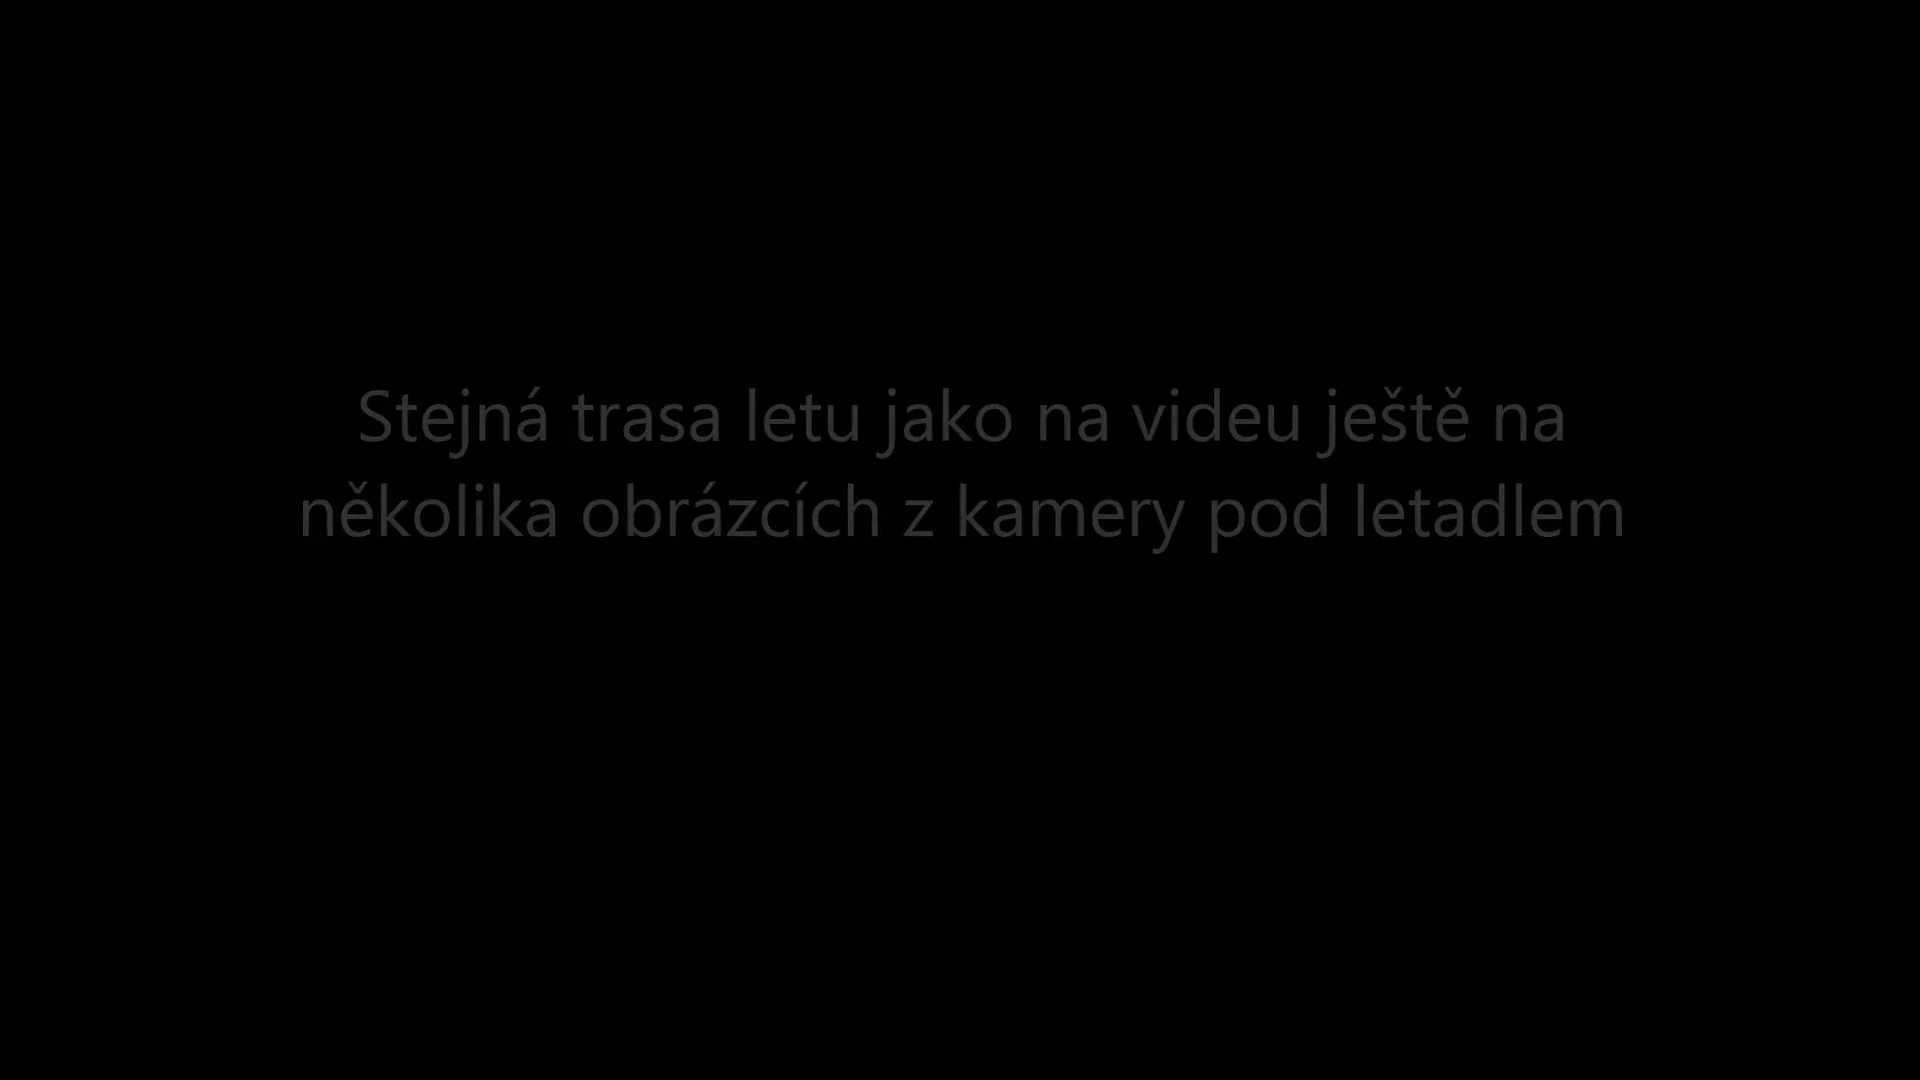 Stejná trasa letu jako na videu ještě na
několika obrázcích z kamery pod letadlem